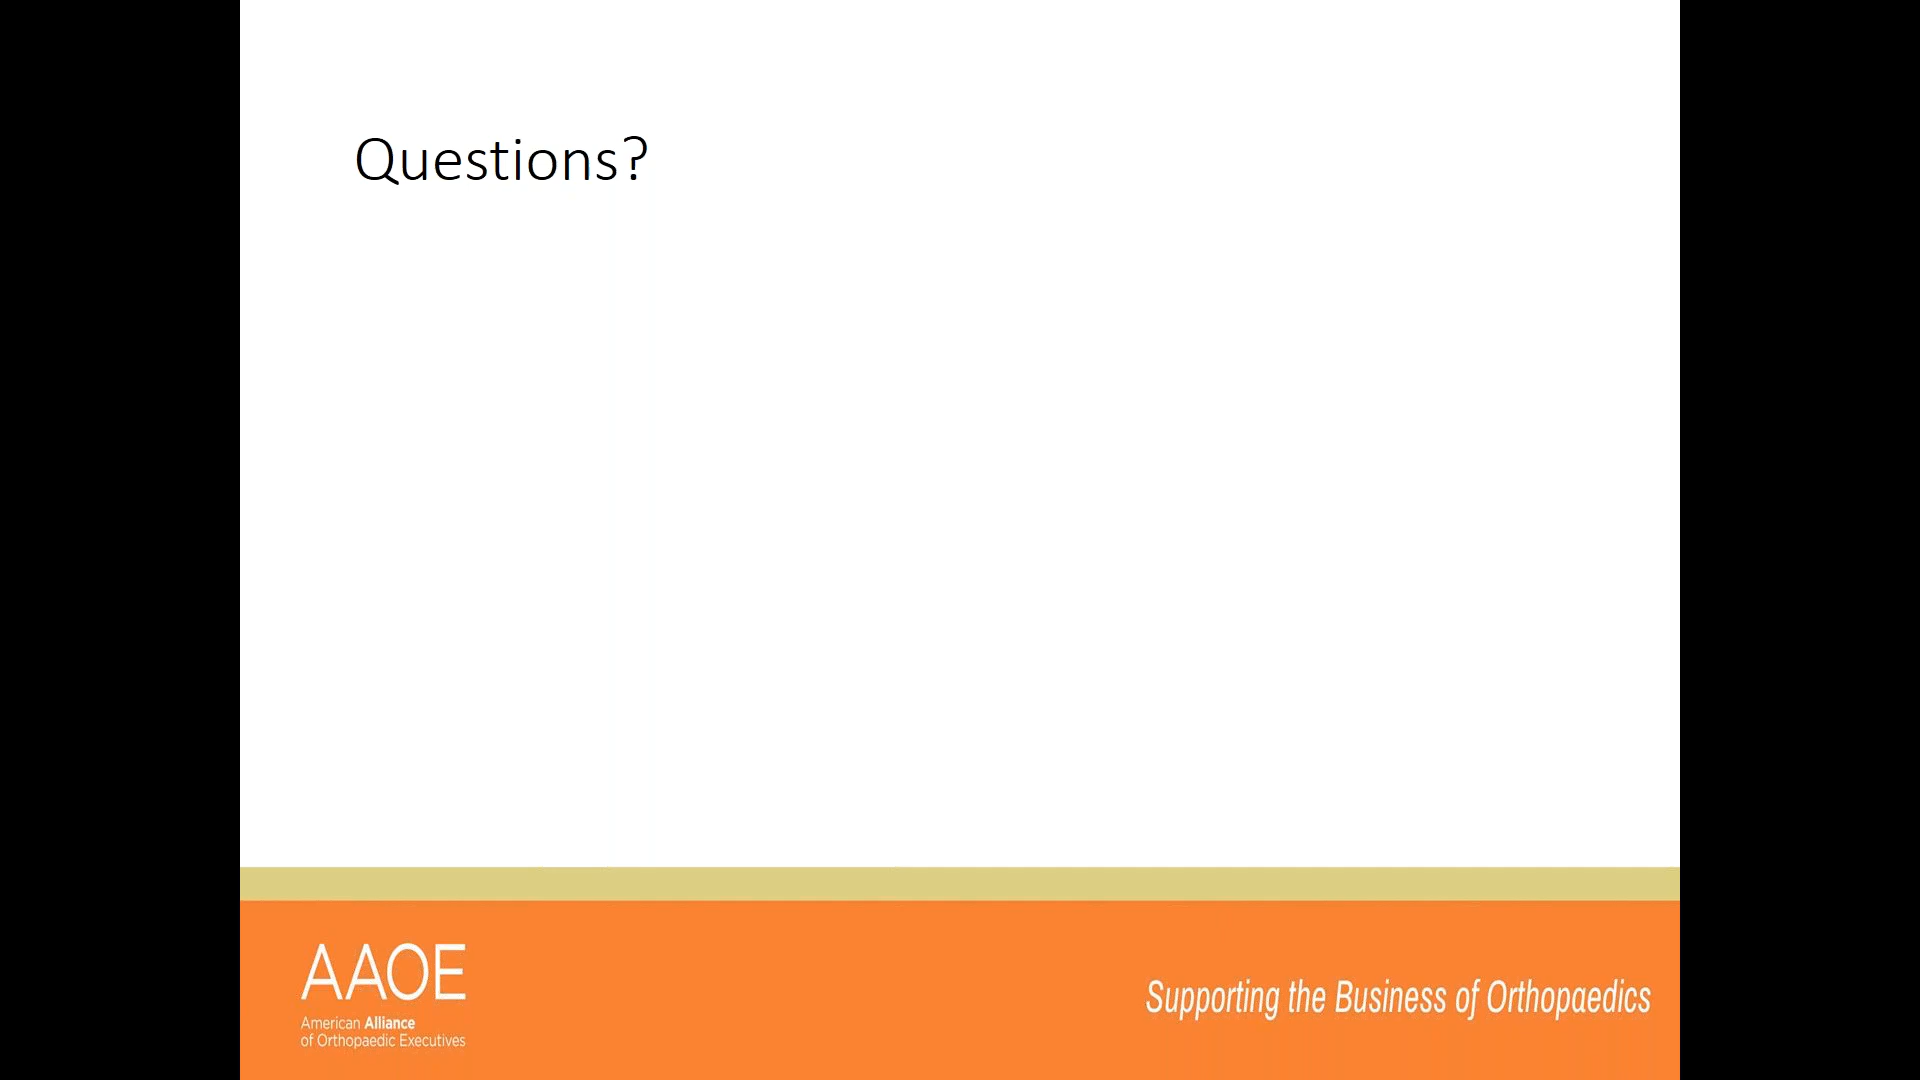 Questions?
AAOE
American Alliance
of Orthopaedic Executives
Supporting the Business of Orthopaedics